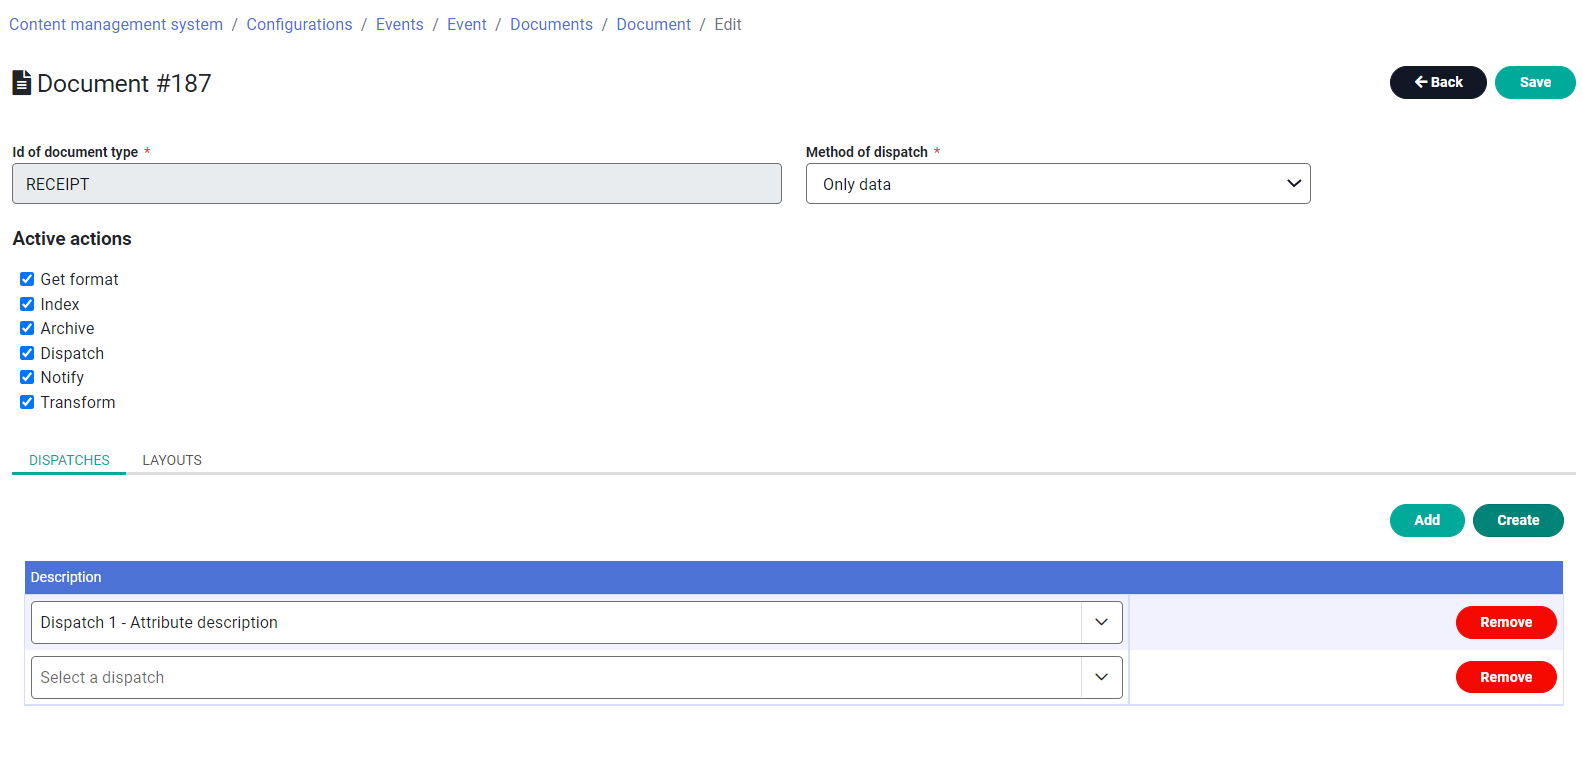 Content management system / Configurations / Events / Event / Documents / Document / Edit
Document #187
Back
Save
Id of document type *
Method of dispatch *
RECEIPT
Only data
Active actions
Get format
Index
Archive
Dispatch
Notify
Transform
DISPATCHES
LAYOUTS
Add
Create
Description
Dispatch 1 - Attribute description
Remove
Select a dispatch
Remove